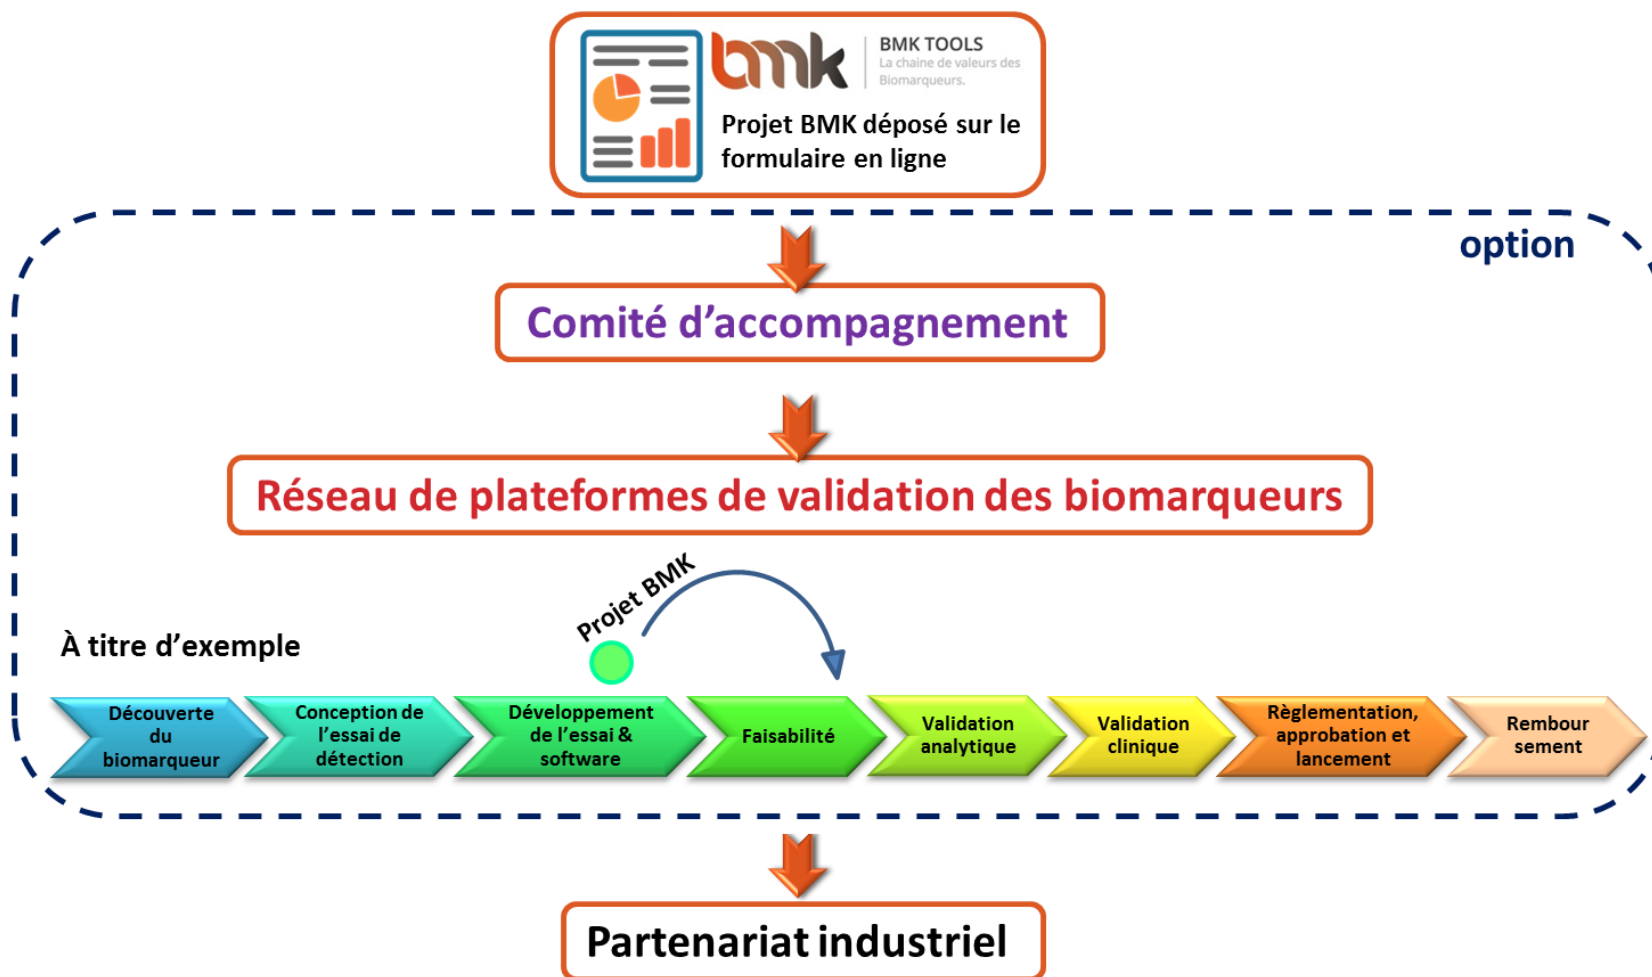 bmk
BMK TOOLS
La chaine de valeurs des
Biomarqueurs.
Projet BMK déposé sur le
formulaire en ligne
option
Comité d’accompagnement
Réseau de plateformes de validation des biomarqueurs
Projet BMK
À titre d’exemple
Découverte
du
biomarqueur
Conception de
l’essai de
détection
Développement
de l’essai &
software
Faisabilité
Validation
analytique
Validation
clinique
Règlementation,
approbation et
lancement
Rembour
sement
Partenariat industriel